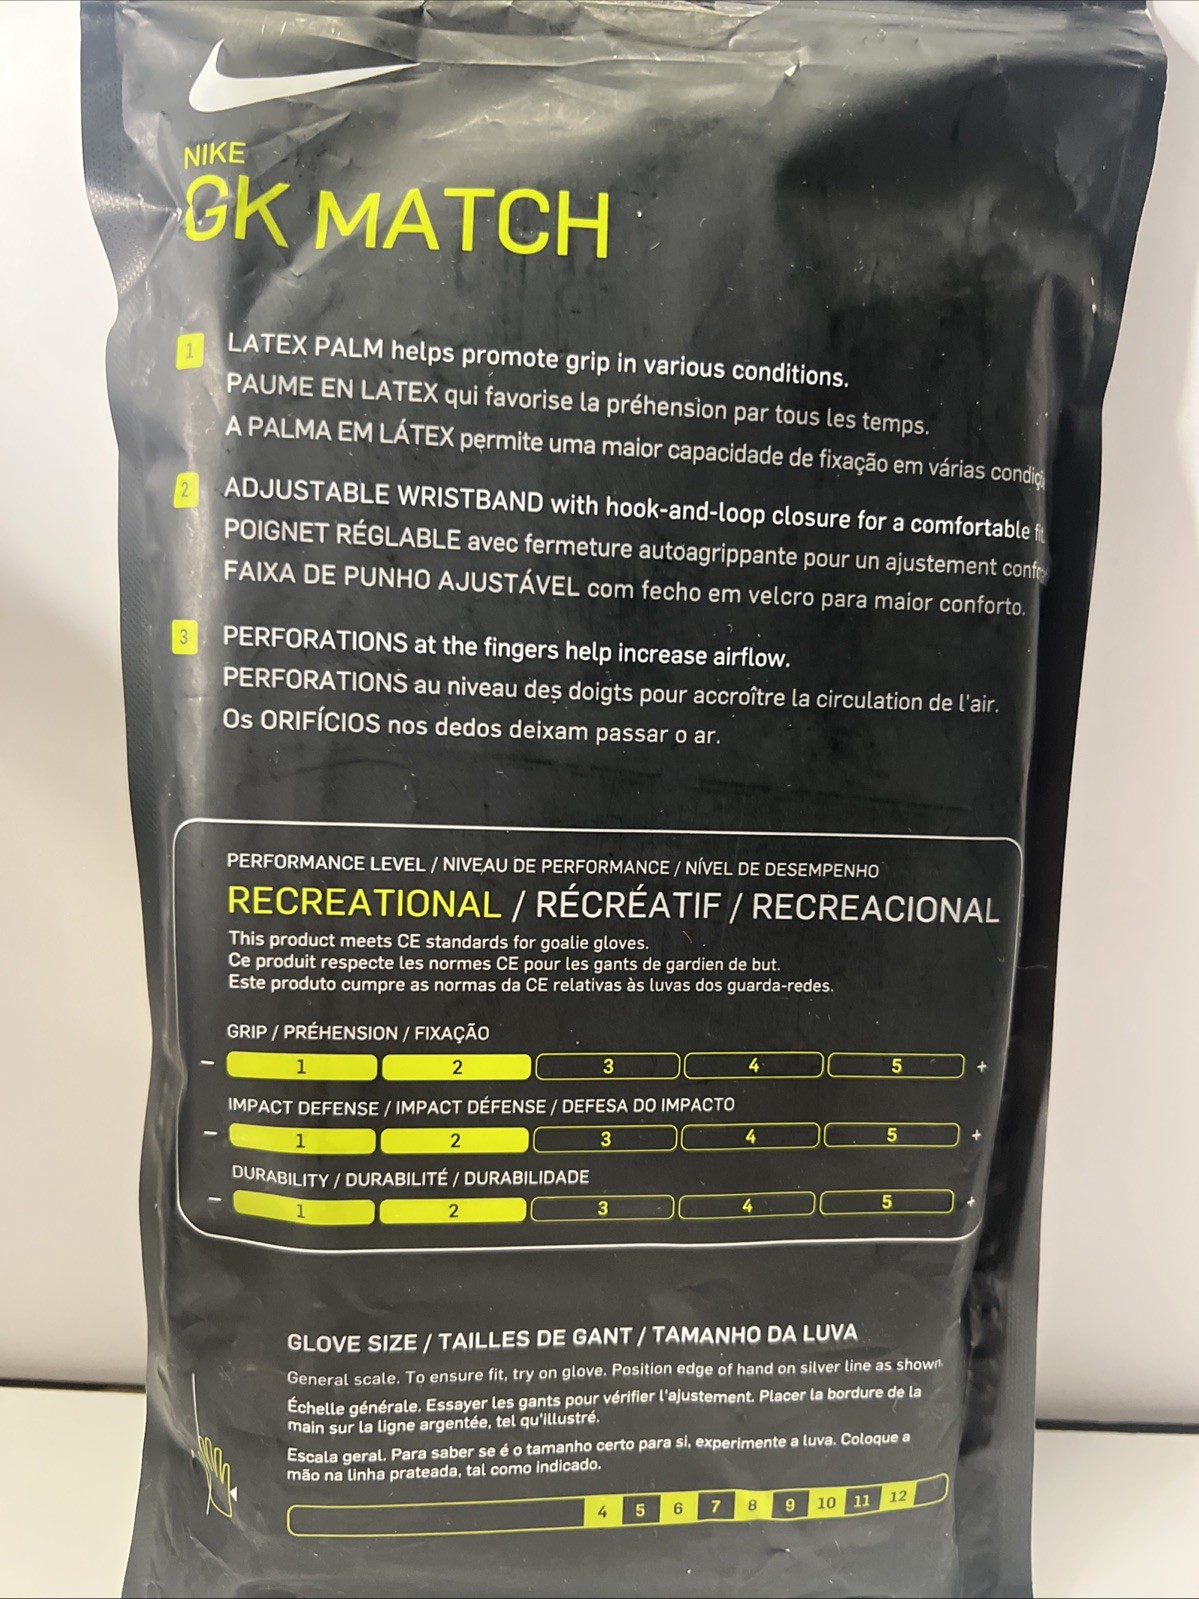 NIKE
GK MATCH
1 LATEX PALM helps promote grip in various conditions.
PAUME EN LATEX qui favorise la préhension par tous les temps.
A PALMA EM LÁTEX permite uma maior capacidade de fixação em várias
2 ADJUSTABLE WRISTBAND with hook-and-loop closure for a comfortable fit
POIGNET RÉGLABLE avec fermeture autoagrippante pour un ajustement
FAIXA DE PUNHO AJUSTÁVEL com fecho em velcro para maior conforto.
3 PERFORATIONS at the fingers help increase airflow.
PERFORATIONS au niveau des doigts pour accroître la circulation de l'air.
Os ORIFÍCIOS nos dedos deixam passar o ar.
PERFORMANCE LEVEL / NIVEAU DE PERFORMANCE / NÍVEL DE DESEMPENHO
RECREATIONAL / RÉCRÉATIF / RECREACIONAL
This product meets CE standards for goalie gloves.
Ce produit respecte les normes CE pour les gants de gardien de but.
Este produto cumpre as normas da CE relativas às luvas dos guarda-redes.
GRIP / PRÉHENSION / FIXAÇÃO
– 1 2 3 4 5 +
IMPACT DEFENSE / IMPACT DÉFENSE / DEFESA DO IMPACTO
– 1 2 3 4 5 +
DURABILITY / DURABILITÉ / DURABILIDADE
– 1 2 3 4 5 +
GLOVE SIZE / TAILLES DE GANT / TAMANHO DA LUVA
General scale. To ensure fit, try on glove. Position edge of hand on silver line as shown.
Échelle générale. Essayer les gants pour vérifier l'ajustement. Placer la bordure de la
main sur la ligne argentée, tel qu'illustré.
Escala geral. Para saber se é o tamanho certo para si, experimente a luva. Coloque a
mão na linha prateada, tal como indicado.
4 5 6 7 8 9 10 11 12